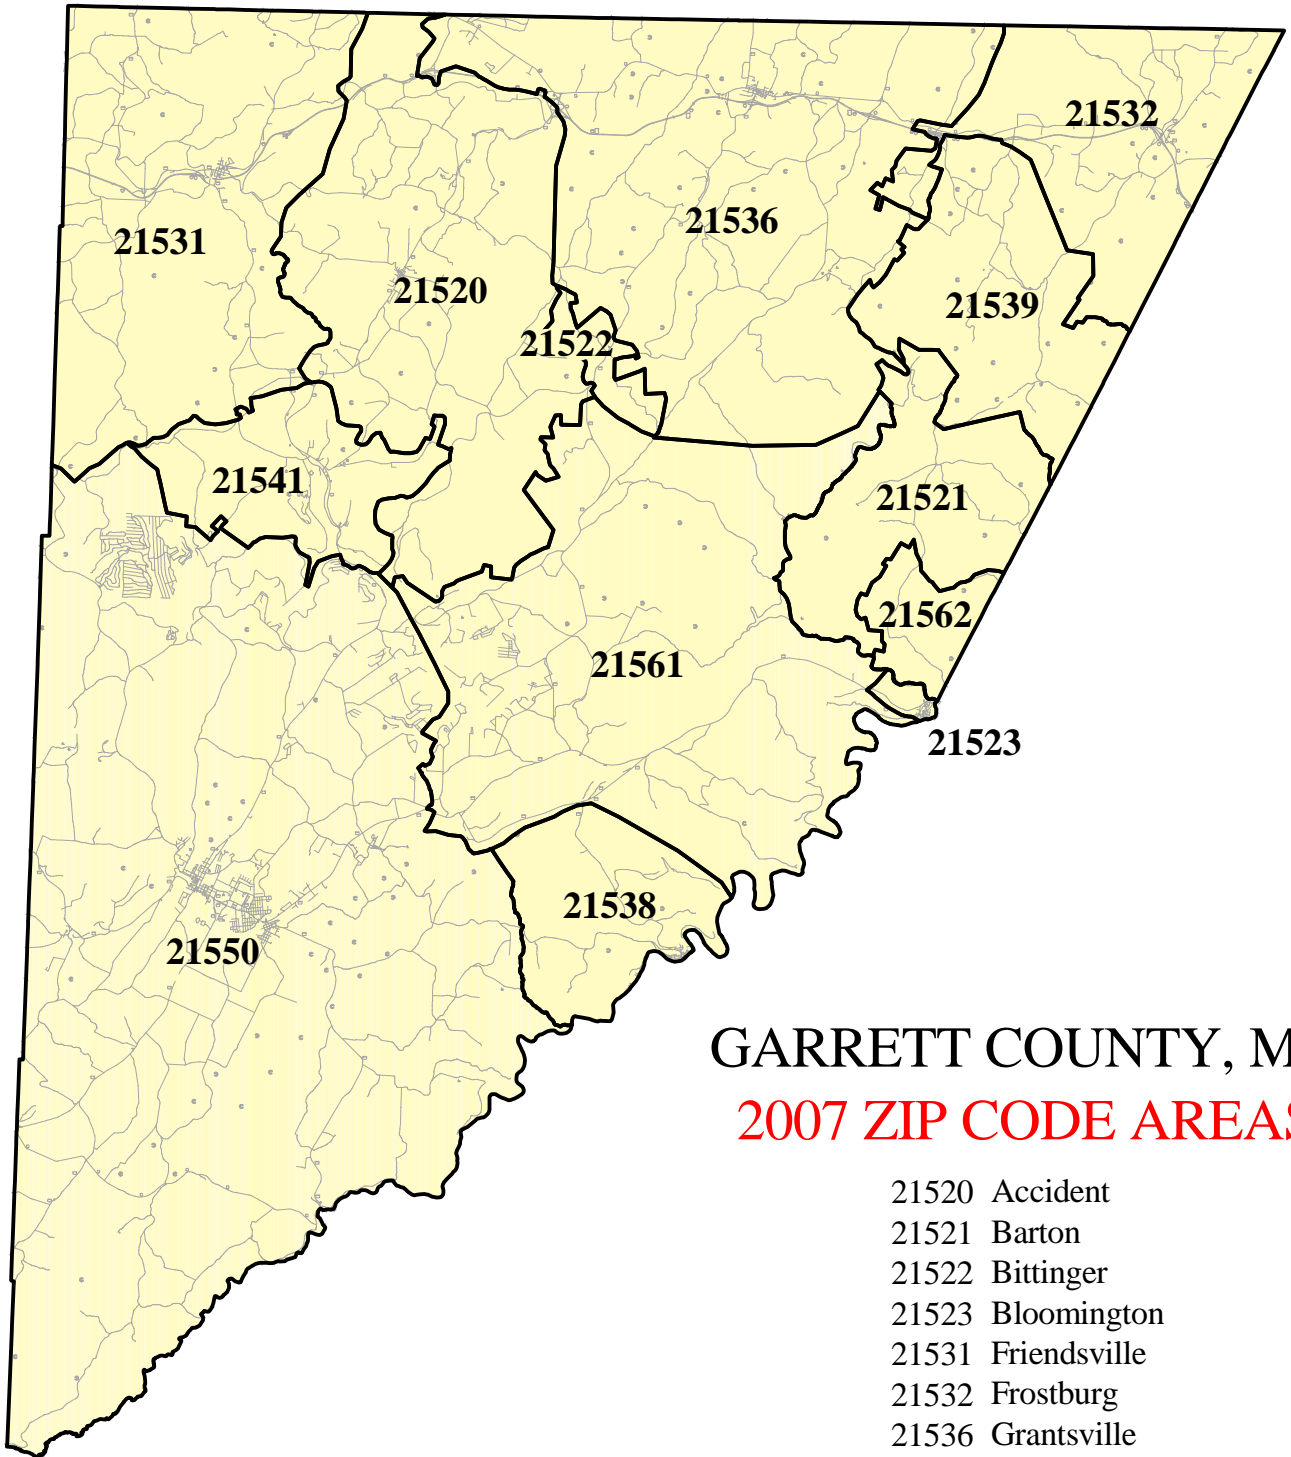 21532
21536
21531
21520
21539
21522
21541
21521
21562
21561
21523
21538
21550
GARRETT COUNTY, M
2007 ZIP CODE AREAS
21520 Accident
21521 Barton
21522 Bittinger
21523 Bloomington
21531 Friendsville
21532 Frostburg
21536 Grantsville